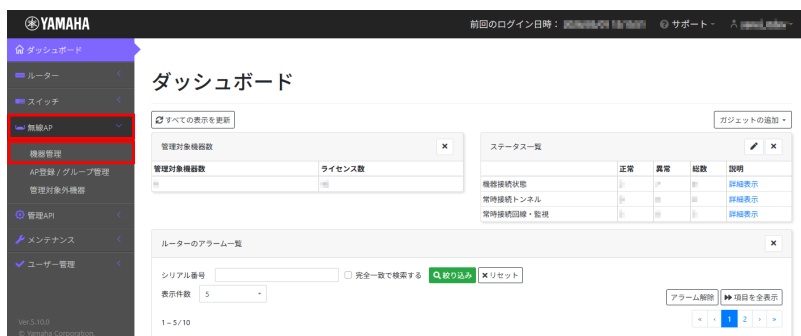 YAMAHA
前回のログイン日時：
サポート
ダッシュボード
ルーター
スイッチ
無線AP
機器管理
AP登録 / グループ管理
管理対象外機器
管理API
メンテナンス
ユーザー管理
Ver.5.10.0
© Yamaha Corporation.
ダッシュボード
すべての表示を更新
ガジェットの追加
管理対象機器数
管理対象機器数 ライセンス数
ステータス一覧
正常 異常 総数 説明
機器接続状態 詳細表示
常時接続トンネル 詳細表示
常時接続回線・監視 詳細表示
ルーターのアラーム一覧
シリアル番号 完全一致で検索する 絞り込み リセット
表示件数 5
アラーム解除 項目を全表示
1 – 5 / 10
« ‹ 1 2 › »